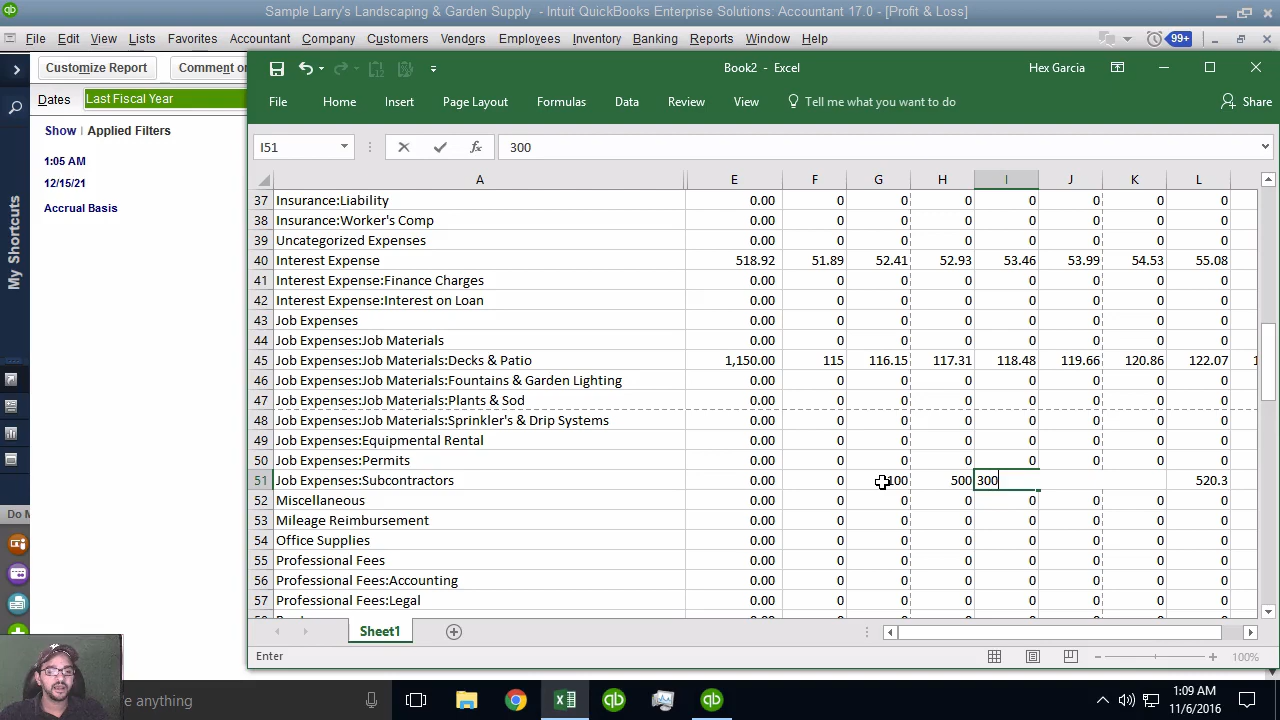 Sample Larry's Landscaping & Garden Supply - Intuit QuickBooks Enterprise Solutions: Accountant 17.0 - [Profit & Loss]
File Edit View Lists Favorites Accountant Company Customers Vendors Employees Inventory Banking Reports Window Help 99+
Customize Report Comment on
Dates Last Fiscal Year
Show Applied Filters
1:05 AM
12/15/21
Accrual Basis
My Shortcuts
Do M
Book2 - Excel Hex Garcia
File Home Insert Page Layout Formulas Data Review View Tell me what you want to do Share
I51 fx 300
A E F G H I J K L
37 Insurance:Liability 0.00 0 0 0 0 0 0 0
38 Insurance:Worker's Comp 0.00 0 0 0 0 0 0 0
39 Uncategorized Expenses 0.00 0 0 0 0 0 0 0
40 Interest Expense 518.92 51.89 52.41 52.93 53.46 53.99 54.53 55.08
41 Interest Expense:Finance Charges 0.00 0 0 0 0 0 0 0
42 Interest Expense:Interest on Loan 0.00 0 0 0 0 0 0 0
43 Job Expenses 0.00 0 0 0 0 0 0 0
44 Job Expenses:Job Materials 0.00 0 0 0 0 0 0 0
45 Job Expenses:Job Materials:Decks & Patio 1,150.00 115 116.15 117.31 118.48 119.66 120.86 122.07 1
46 Job Expenses:Job Materials:Fountains & Garden Lighting 0.00 0 0 0 0 0 0 0
47 Job Expenses:Job Materials:Plants & Sod 0.00 0 0 0 0 0 0 0
48 Job Expenses:Job Materials:Sprinkler's & Drip Systems 0.00 0 0 0 0 0 0 0
49 Job Expenses:Equipmental Rental 0.00 0 0 0 0 0 0 0
50 Job Expenses:Permits 0.00 0 0 0 0 0 0 0
51 Job Expenses:Subcontractors 0.00 0 100 500 300 520.3
52 Miscellaneous 0.00 0 0 0 0 0 0 0
53 Mileage Reimbursement 0.00 0 0 0 0 0 0 0
54 Office Supplies 0.00 0 0 0 0 0 0 0
55 Professional Fees 0.00 0 0 0 0 0 0 0
56 Professional Fees:Accounting 0.00 0 0 0 0 0 0 0
57 Professional Fees:Legal 0.00 0 0 0 0 0 0 0
Sheet1
Enter 100%
e anything
1:09 AM
11/6/2016